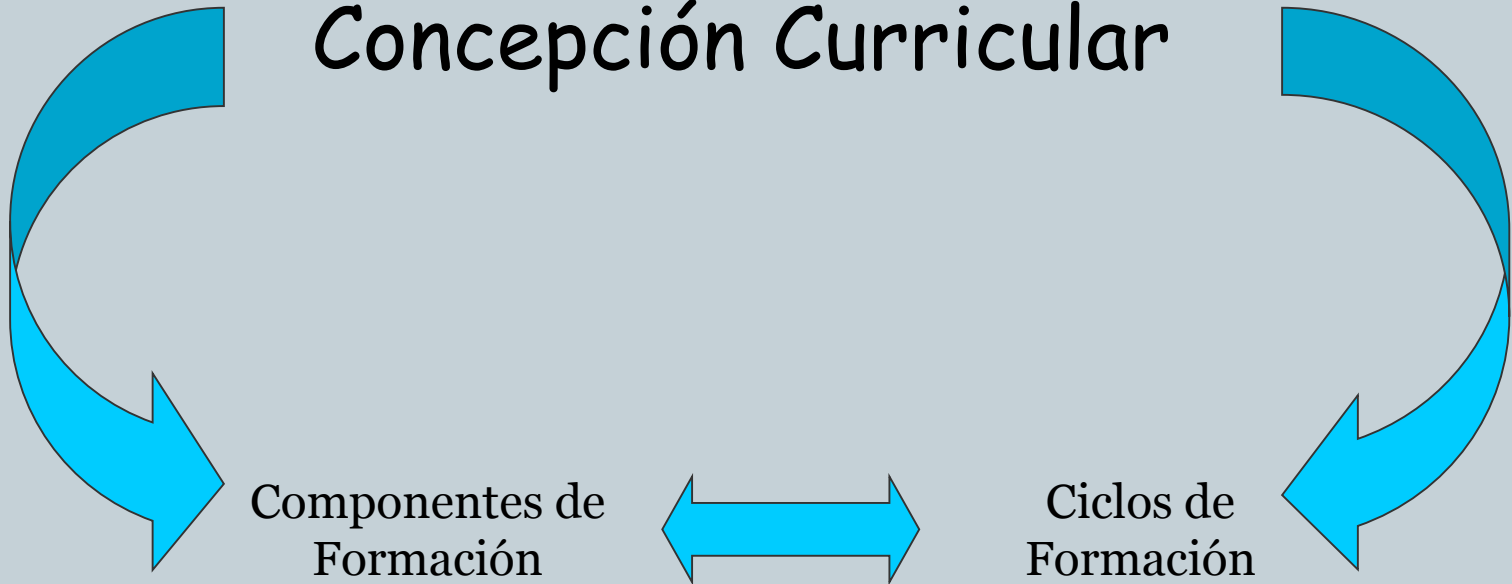 Concepción Curricular
Componentes de
Formación
Ciclos de
Formación